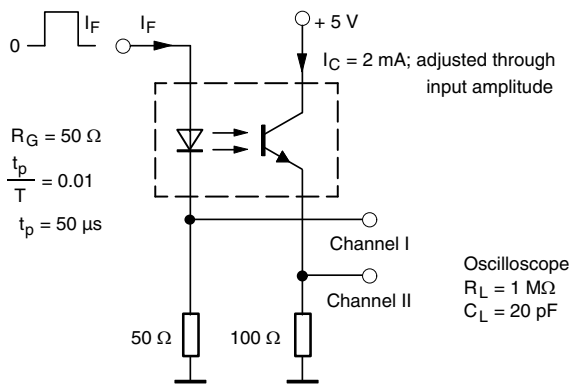 0
I_F
I_F
+ 5 V
I_C = 2 mA; adjusted through
input amplitude
R_G = 50 Ω
t_p
T
= 0.01
t_p = 50 µs
Channel I
Channel II
50 Ω
100 Ω
Oscilloscope
R_L = 1 MΩ
C_L = 20 pF